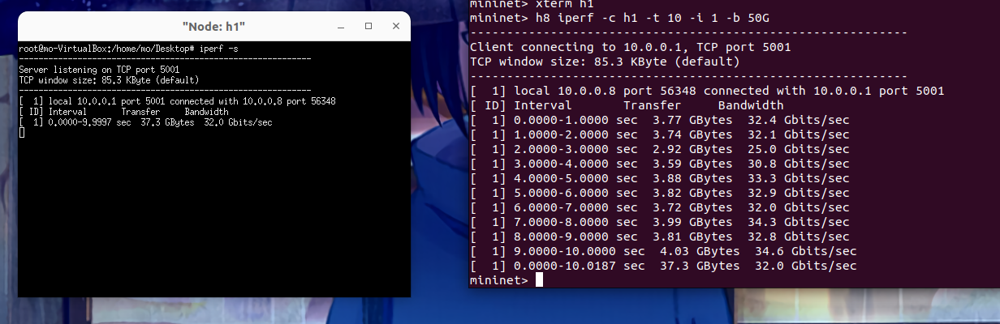 "Node: h1"
root@mo-VirtualBox:/home/mo/Desktop# iperf -s
------------------------------------------------------------
Server listening on TCP port 5001
TCP window size: 85.3 KByte (default)
------------------------------------------------------------
[  1] local 10.0.0.1 port 5001 connected with 10.0.0.8 port 56348
[ ID] Interval       Transfer     Bandwidth
[  1] 0.0000-9.9997 sec  37.3 GBytes  32.0 Gbits/sec
mininet> xterm h1
mininet> h8 iperf -c h1 -t 10 -i 1 -b 50G
------------------------------------------------------------
Client connecting to 10.0.0.1, TCP port 5001
TCP window size: 85.3 KByte (default)
------------------------------------------------------------
[  1] local 10.0.0.8 port 56348 connected with 10.0.0.1 port 5001
[ ID] Interval       Transfer     Bandwidth
[  1] 0.0000-1.0000 sec  3.77 GBytes  32.4 Gbits/sec
[  1] 1.0000-2.0000 sec  3.74 GBytes  32.1 Gbits/sec
[  1] 2.0000-3.0000 sec  2.92 GBytes  25.0 Gbits/sec
[  1] 3.0000-4.0000 sec  3.59 GBytes  30.8 Gbits/sec
[  1] 4.0000-5.0000 sec  3.88 GBytes  33.3 Gbits/sec
[  1] 5.0000-6.0000 sec  3.82 GBytes  32.9 Gbits/sec
[  1] 6.0000-7.0000 sec  3.72 GBytes  32.0 Gbits/sec
[  1] 7.0000-8.0000 sec  3.99 GBytes  34.3 Gbits/sec
[  1] 8.0000-9.0000 sec  3.81 GBytes  32.8 Gbits/sec
[  1] 9.0000-10.0000 sec  4.03 GBytes  34.6 Gbits/sec
[  1] 0.0000-10.0187 sec  37.3 GBytes  32.0 Gbits/sec
mininet>